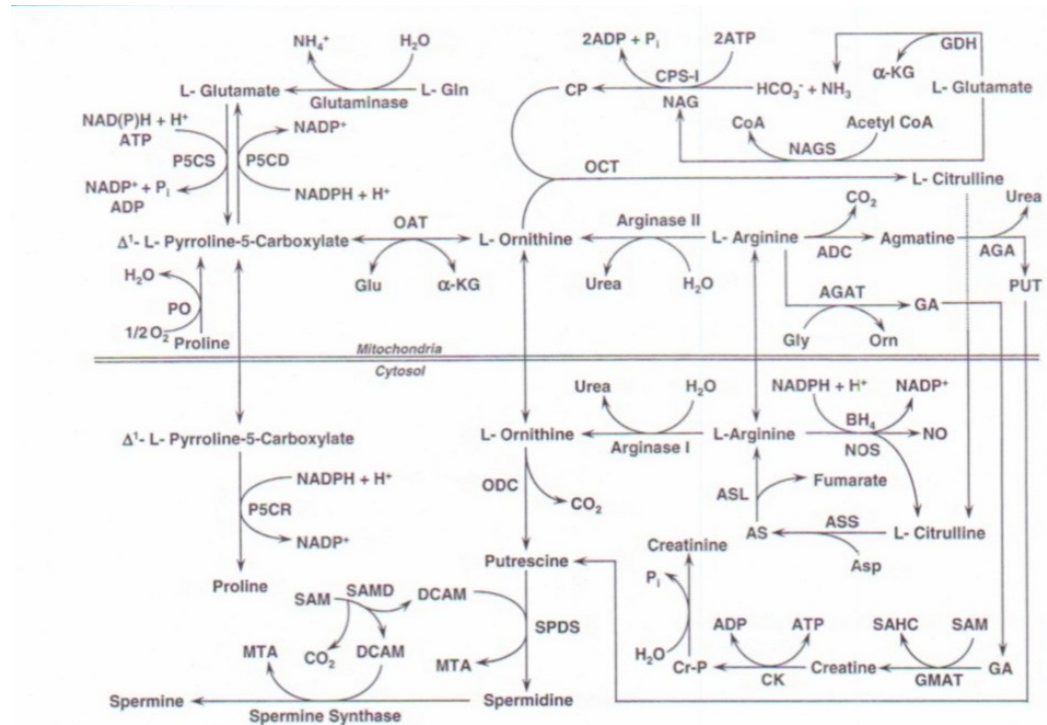 NH₄⁺ H₂O
L- Glutamate Glutaminase L- Gln
2ADP + Pᵢ 2ATP
CP CPS-I HCO₃⁻ + NH₃
NAG
GDH
α-KG
L- Glutamate
CoA Acetyl CoA
NAGS
NAD(P)H + H⁺
ATP
NADP⁺
P5CS P5CD
NADP⁺ + Pᵢ
ADP
NADPH + H⁺
OCT
L- Citrulline
Δ¹- L- Pyrroline-5-Carboxylate OAT L- Ornithine Arginase II L- Arginine ADC Agmatine AGA PUT
CO₂ Urea
Glu α-KG Urea H₂O
AGAT GA
Gly Orn
H₂O
PO
1/2O₂
Proline
Mitochondria
Cytosol
Urea H₂O NADPH + H⁺ NADP⁺
Δ¹- L- Pyrroline-5-Carboxylate L- Ornithine Arginase I L-Arginine BH₄ NO
NOS
NADPH + H⁺
P5CR
NADP⁺
Proline
ODC
CO₂
ASL Fumarate
AS ASS L- Citrulline
Asp
Putrescine
Creatinine
Pᵢ
H₂O
SAM SAMD DCAM
CO₂ DCAM
SPDS
MTA
MTA
Spermine Spermine Synthase Spermidine
ADP ATP SAHC SAM
Cr-P CK Creatine GMAT GA